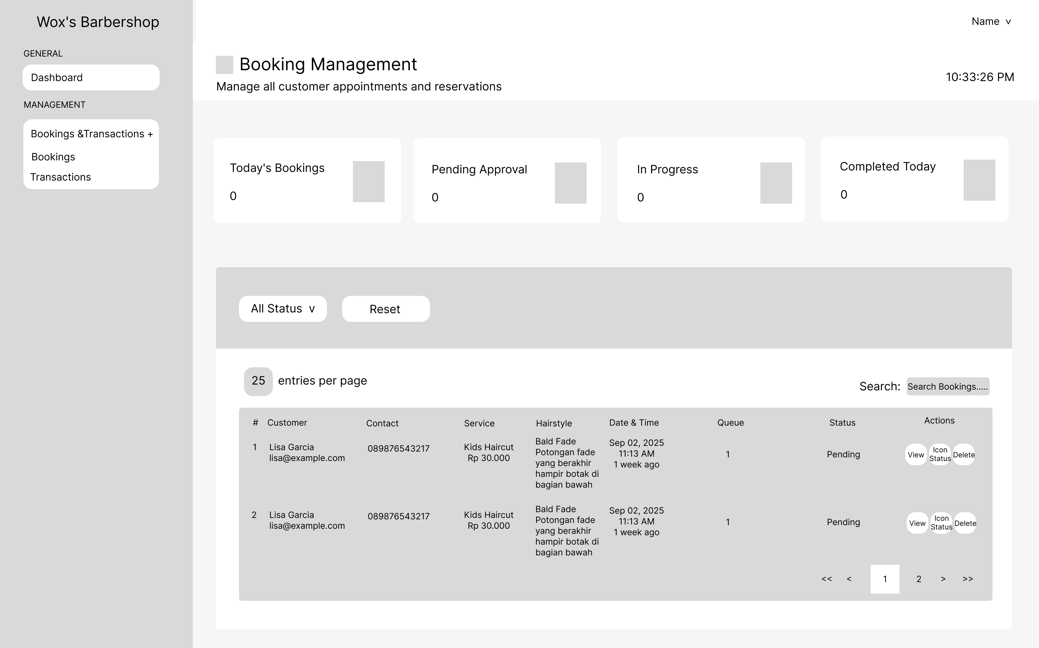 Wox's Barbershop
Name v
GENERAL
Dashboard
MANAGEMENT
Bookings &Transactions +
Bookings
Transactions
Booking Management
Manage all customer appointments and reservations
10:33:26 PM
Today's Bookings
0
Pending Approval
0
In Progress
0
Completed Today
0
All Status v
Reset
25 entries per page
Search: Search Bookings.....
# Customer Contact Service Hairstyle Date & Time Queue Status Actions
1 Lisa Garcia
lisa@example.com
089876543217
Kids Haircut
Rp 30.000
Bald Fade
Potongan fade
yang berakhir
hampir botak di
bagian bawah
Sep 02, 2025
11:13 AM
1 week ago
1
Pending
View
Icon
Status
Delete
2 Lisa Garcia
lisa@example.com
089876543217
Kids Haircut
Rp 30.000
Bald Fade
Potongan fade
yang berakhir
hampir botak di
bagian bawah
Sep 02, 2025
11:13 AM
1 week ago
1
Pending
View
Icon
Status
Delete
<< < 1 2 > >>